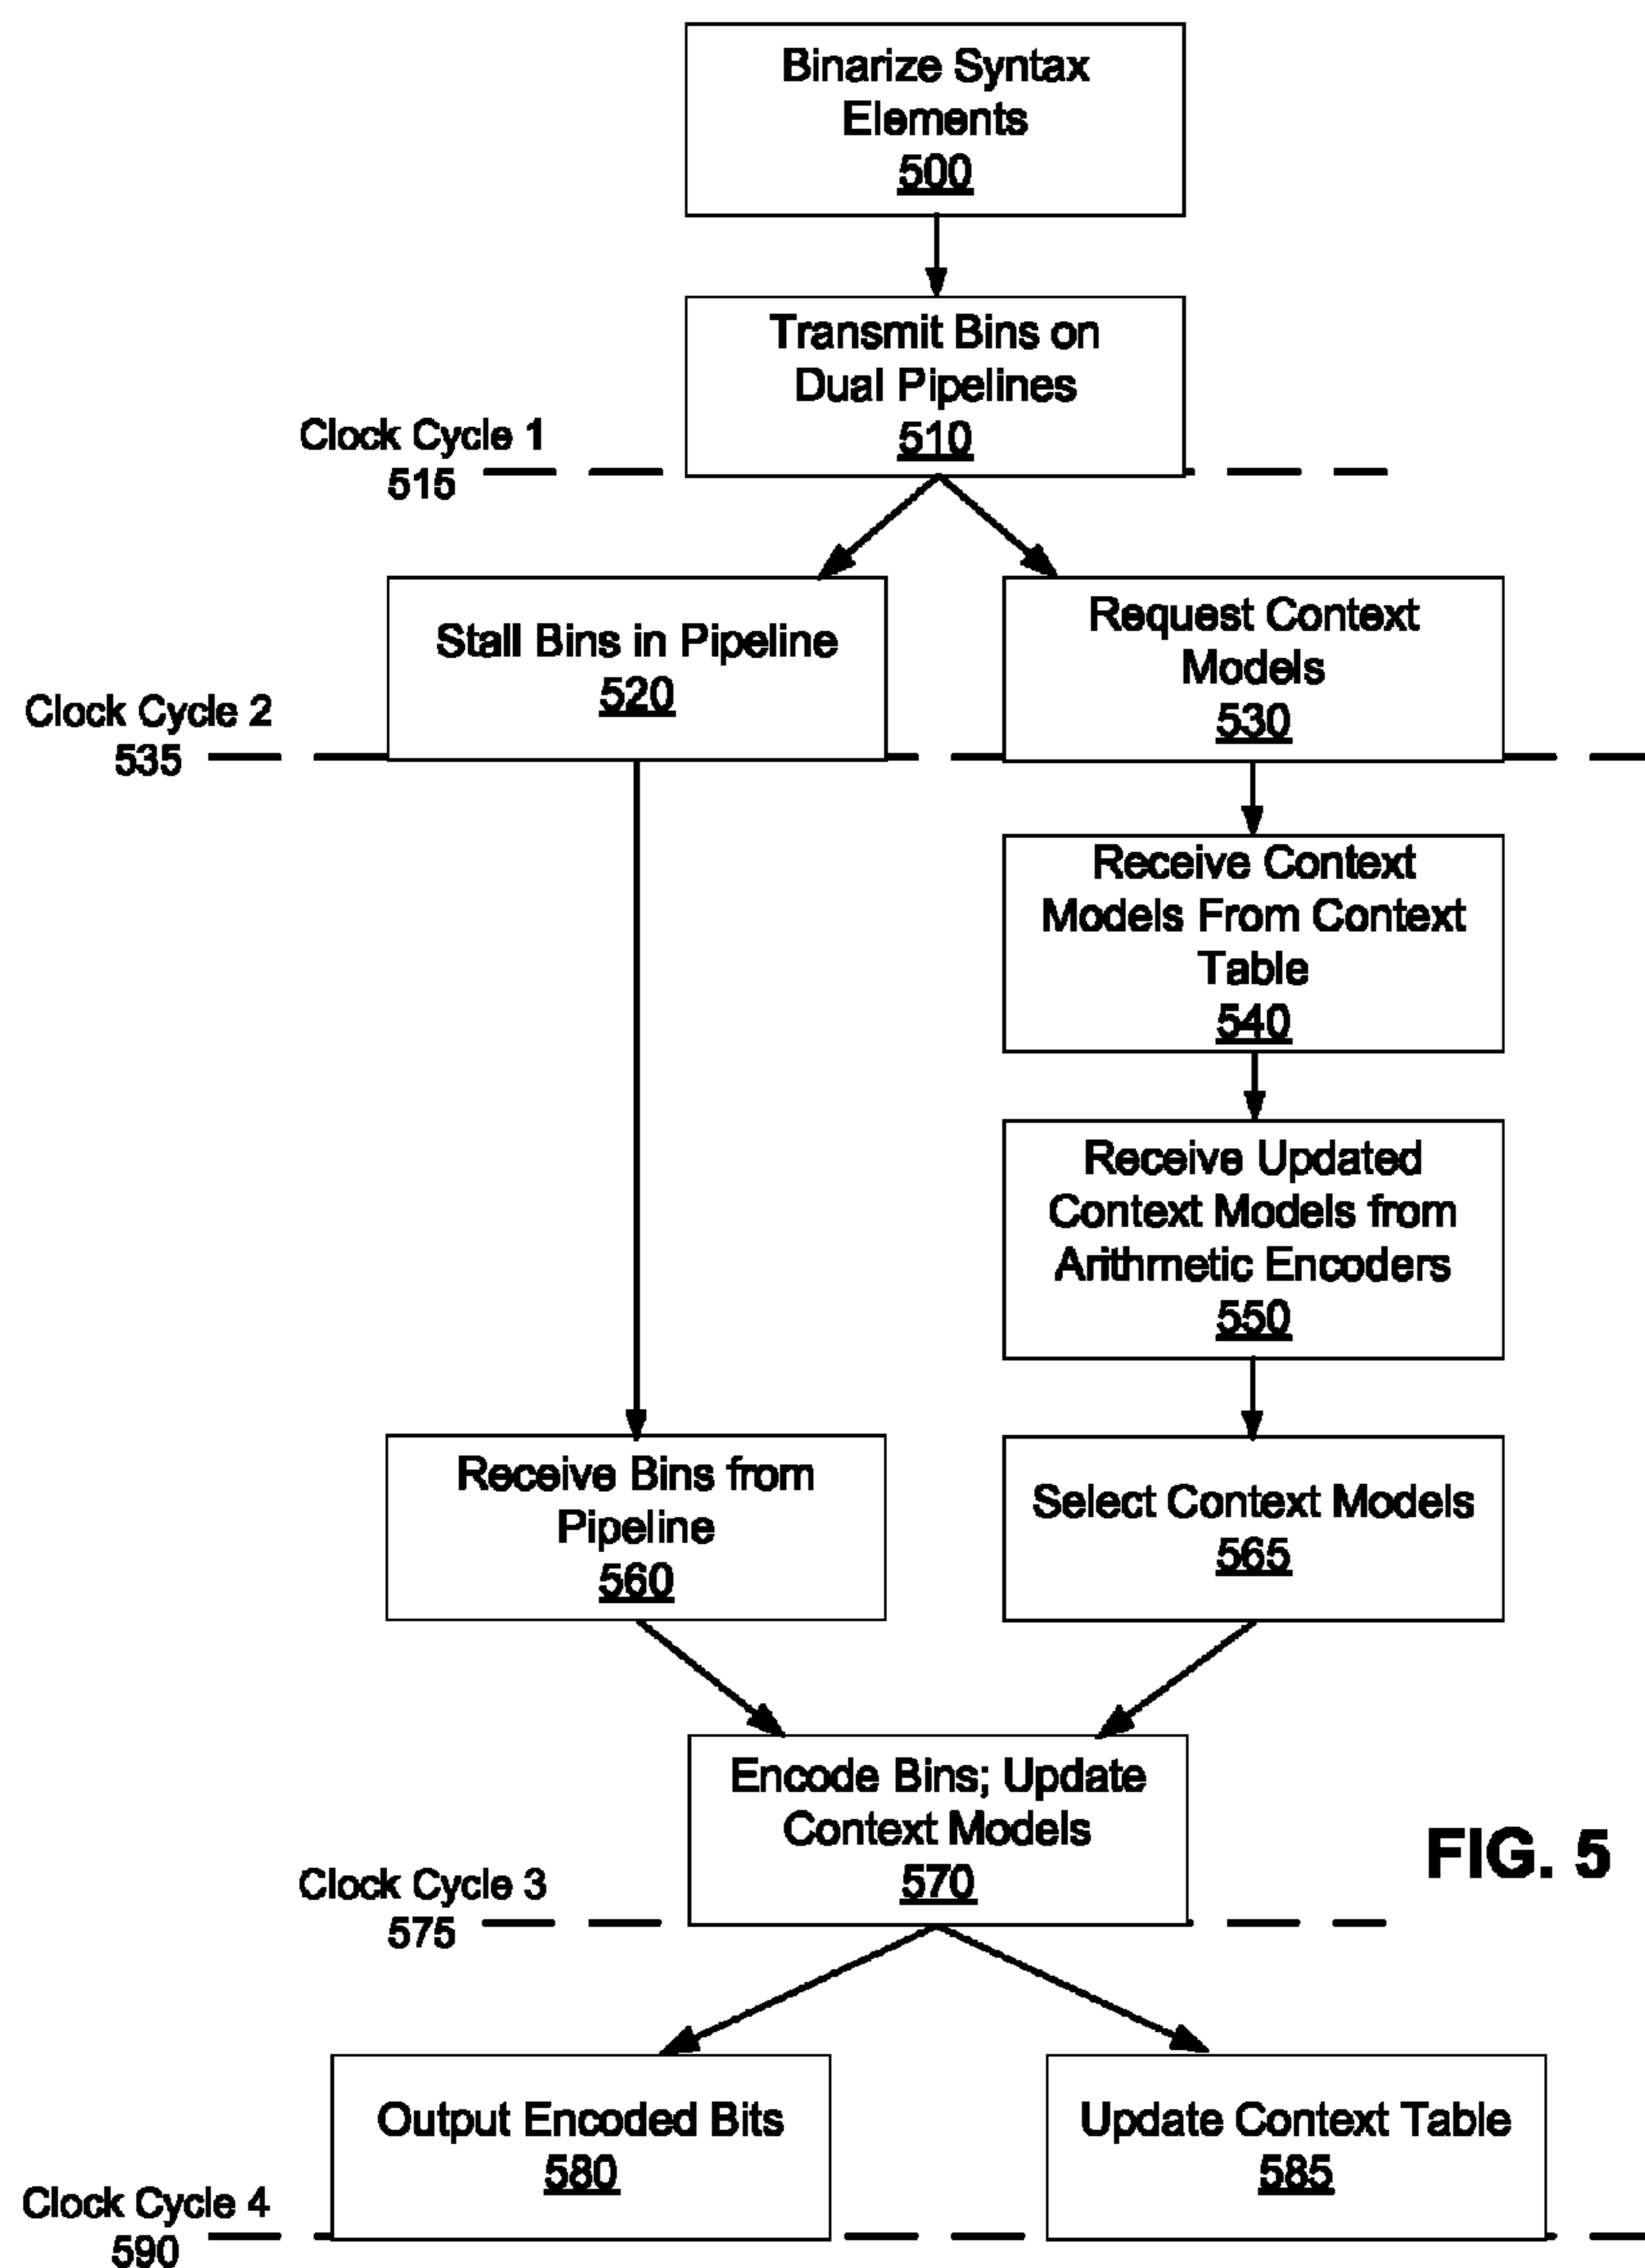 Binarize Syntax
Elements
500
Transmit Bins on
Dual Pipelines
510
Clock Cycle 1
515
Stall Bins in Pipeline
520
Request Context
Models
530
Clock Cycle 2
535
Receive Context
Models From Context
Table
540
Receive Updated
Context Models from
Arithmetic Encoders
550
Receive Bins from
Pipeline
560
Select Context Models
565
Encode Bins; Update
Context Models
570
FIG. 5
Clock Cycle 3
575
Output Encoded Bits
580
Update Context Table
585
Clock Cycle 4
590